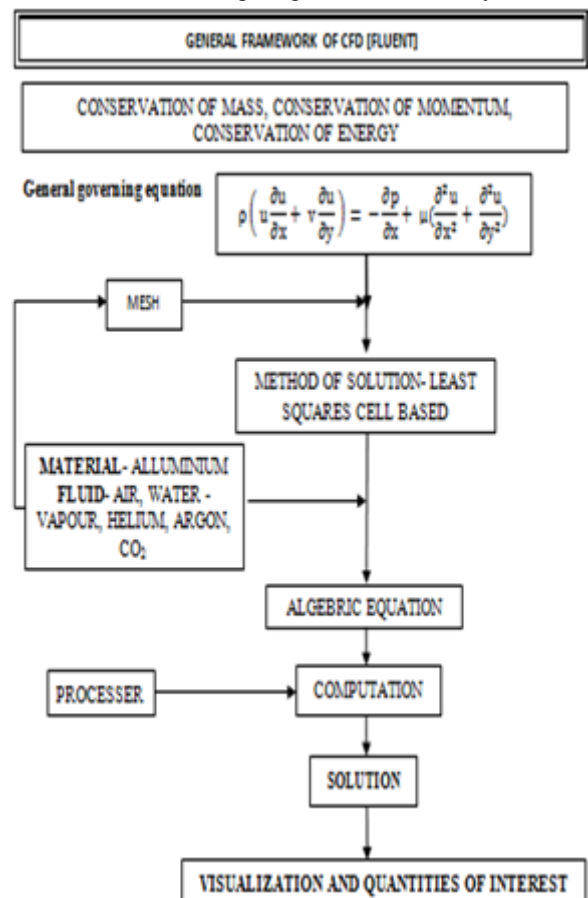 GENERAL FRAMEWORK OF CFD [FLUENT]
CONSERVATION OF MASS, CONSERVATION OF MOMENTUM,
CONSERVATION OF ENERGY
General governing equation
ρ(u ∂u/∂x + v ∂u/∂y) = -∂p/∂x + μ(∂²u/∂x² + ∂²u/∂y²)
MESH
METHOD OF SOLUTION- LEAST
SQUARES CELL BASED
MATERIAL- ALLUMINIUM
FLUID- AIR, WATER -
VAPOUR, HELIUM, ARGON,
CO₂
ALGEBRIC EQUATION
PROCESSER
COMPUTATION
SOLUTION
VISUALIZATION AND QUANTITIES OF INTEREST